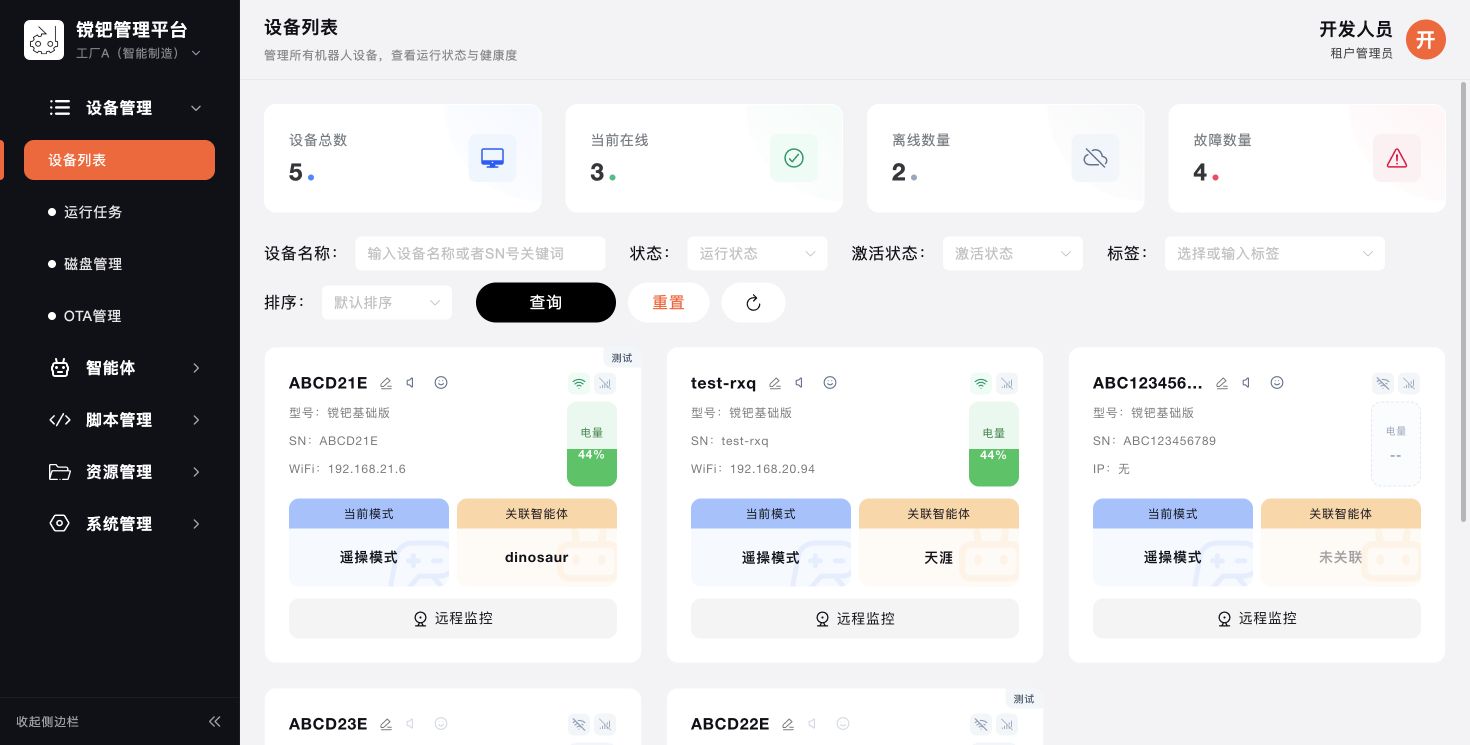 镋钯管理平台
工厂A（智能制造）
设备管理
设备列表
运行任务
磁盘管理
OTA管理
智能体
脚本管理
资源管理
系统管理
收起侧边栏
设备列表
管理所有机器人设备，查看运行状态与健康度
开发人员
租户管理员
开
设备总数
5
当前在线
3
离线数量
2
故障数量
4
设备名称： 输入设备名称或者SN号关键词 状态： 运行状态 激活状态： 激活状态 标签： 选择或输入标签
排序： 默认排序 查询 重置
测试
ABCD21E
型号：镋钯基础版
SN：ABCD21E
WiFi：192.168.21.6
电量
44%
当前模式
遥操模式
关联智能体
dinosaur
远程监控
test-rxq
型号：镋钯基础版
SN：test-rxq
WiFi：192.168.20.94
电量
44%
当前模式
遥操模式
关联智能体
天涯
远程监控
ABC123456...
型号：镋钯基础版
SN：ABC123456789
IP：无
电量
--
当前模式
遥操模式
关联智能体
未关联
远程监控
ABCD23E
测试
ABCD22E